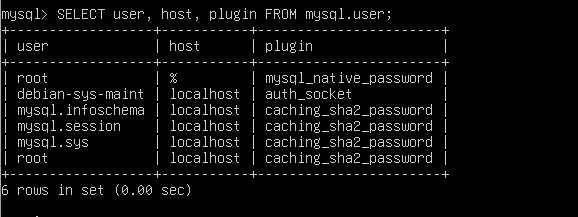 mysql> SELECT user, host, plugin FROM mysql.user;
+------------------+-----------+-----------------------+
| user             | host      | plugin                |
+------------------+-----------+-----------------------+
| root             | %         | mysql_native_password |
| debian-sys-maint | localhost | auth_socket           |
| mysql.infoschema | localhost | caching_sha2_password |
| mysql.session    | localhost | caching_sha2_password |
| mysql.sys        | localhost | caching_sha2_password |
| root             | localhost | caching_sha2_password |
+------------------+-----------+-----------------------+
6 rows in set (0.00 sec)